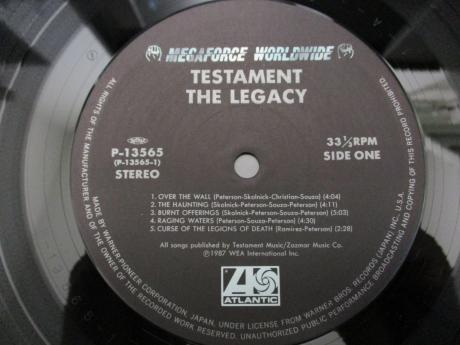 MEGAFORCE WORLDWIDE
TESTAMENT
THE LEGACY
P-13565
(P-13565-1)
STEREO
33 1/3 RPM
SIDE ONE
1. OVER THE WALL (Peterson-Skolnick-Christian-Souza) (4:04)
2. THE HAUNTING (Skolnick-Peterson-Souza-Peterson) (4:11)
3. BURNT OFFERINGS (Skolnick-Peterson-Souza-Peterson) (5:03)
4. RAGING WATERS (Peterson-Souza-Peterson) (4:30)
5. CURSE OF THE LEGIONS OF DEATH (Ramirez-Peterson) (2:28)
All songs published by Testament Music/Zazmar Music Co.
Ⓟ1987 WEA International Inc.
ATLANTIC
ALL RIGHTS OF THE MANUFACTURER AND OF THE OWNER OF THE RECORDED WORK RESERVED. UNAUTHORIZED PUBLIC PERFORMANCE BROADCASTING AND COPYING OF THIS RECORD PROHIBITED.
MADE BY WARNER-PIONEER CORPORATION, JAPAN, UNDER LICENSE FROM WARNER BROS. RECORDS (JAPAN) INC., U.S.A.